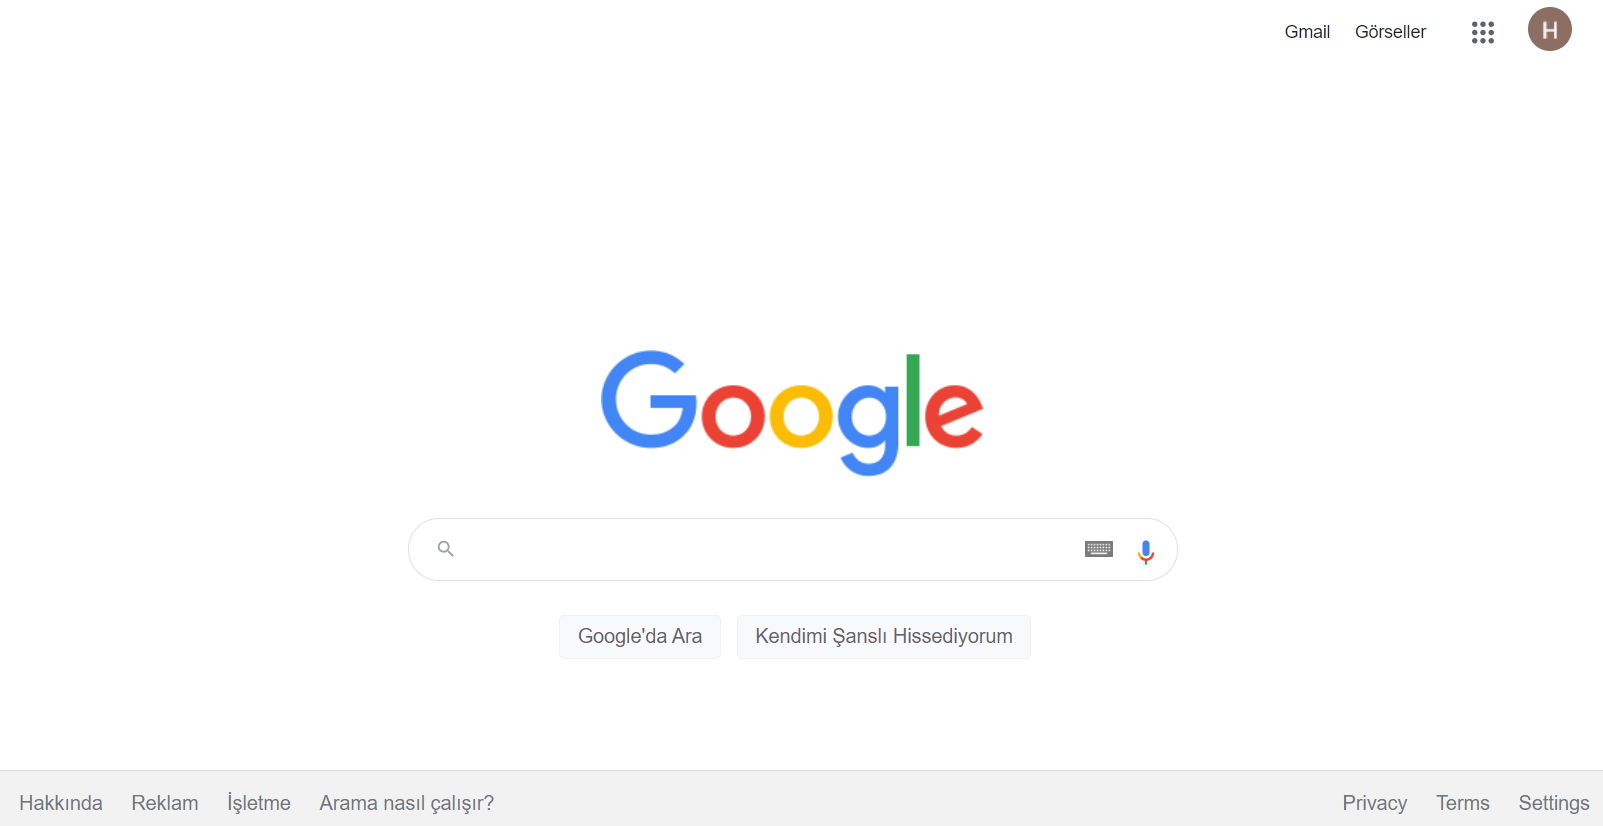 Gmail Görseller
H
Google
Google'da Ara Kendimi Şanslı Hissediyorum
Hakkında Reklam İşletme Arama nasıl çalışır? Privacy Terms Settings